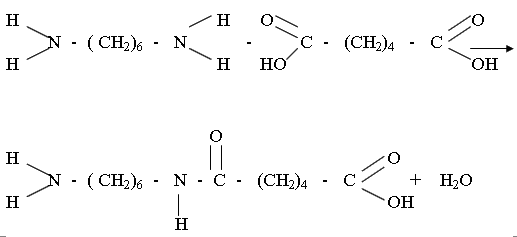 H H O O
N - ( CH₂)₆ - N - C - (CH₂)₄ - C
H H HO OH
O
H O
N - ( CH₂)₆ - N - C - (CH₂)₄ - C + H₂O
H OH
H